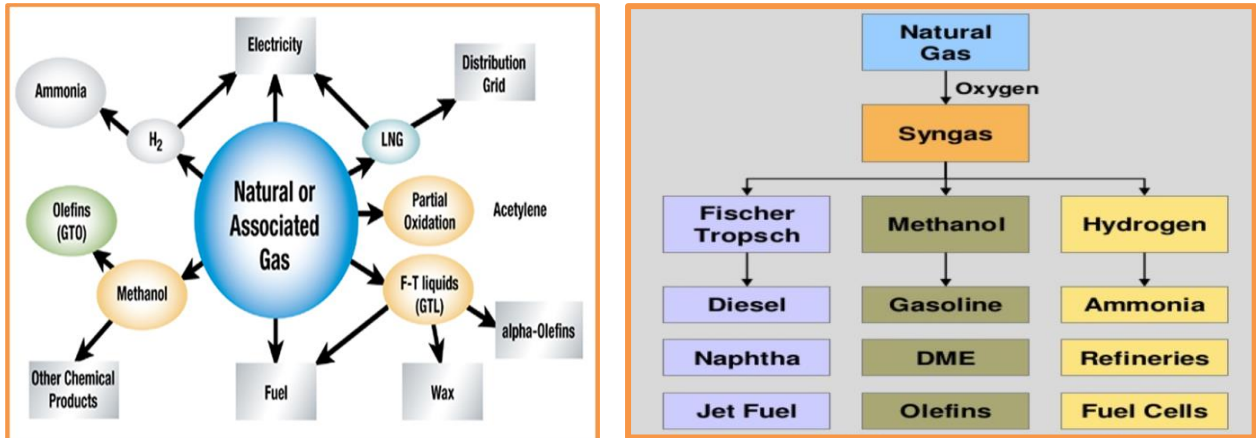 Electricity
Distribution
Grid
Ammonia
H₂
LNG
Natural or
Associated
Gas
Partial
Oxidation
Acetylene
Olefins
(GTO)
Methanol
F-T liquids
(GTL)
alpha-Olefins
Other Chemical
Products
Fuel
Wax
Natural
Gas
Oxygen
Syngas
Fischer
Tropsch
Methanol
Hydrogen
Diesel
Gasoline
Ammonia
Naphtha
DME
Refineries
Jet Fuel
Olefins
Fuel Cells